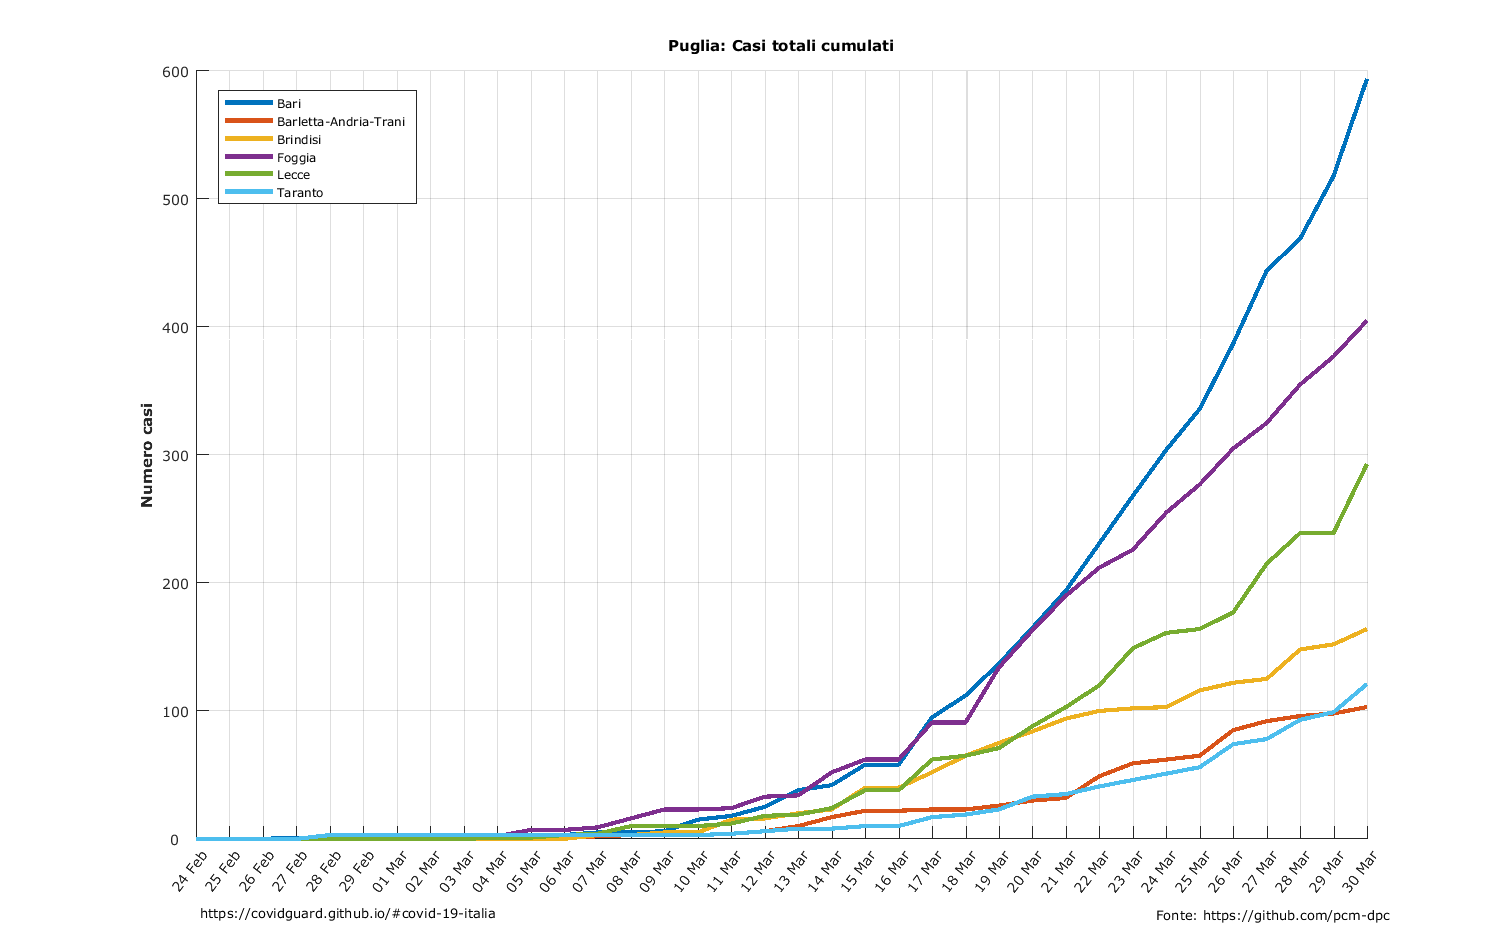 Puglia: Casi totali cumulati
600
500
400
300
200
100
0
Numero casi
Bari
Barletta-Andria-Trani
Brindisi
Foggia
Lecce
Taranto
24 Feb
25 Feb
26 Feb
27 Feb
28 Feb
29 Feb
01 Mar
02 Mar
03 Mar
04 Mar
05 Mar
06 Mar
07 Mar
08 Mar
09 Mar
10 Mar
11 Mar
12 Mar
13 Mar
14 Mar
15 Mar
16 Mar
17 Mar
18 Mar
19 Mar
20 Mar
21 Mar
22 Mar
23 Mar
24 Mar
25 Mar
26 Mar
27 Mar
28 Mar
29 Mar
30 Mar
https://covidguard.github.io/#covid-19-italia
Fonte: https://github.com/pcm-dpc